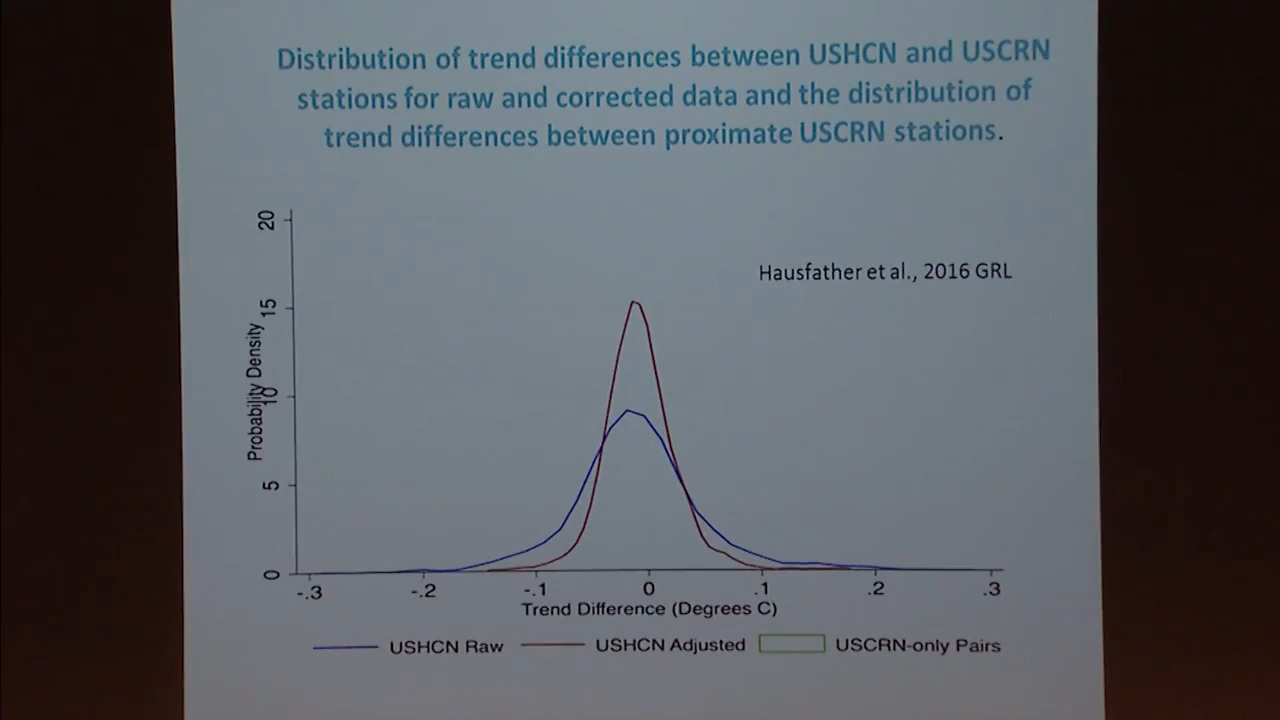 Distribution of trend differences between USHCN and USCRN
stations for raw and corrected data and the distribution of
trend differences between proximate USCRN stations.
Hausfather et al., 2016 GRL
Probability Density
20
15
10
5
0
-.3 -.2 -.1 0 .1 .2 .3
Trend Difference (Degrees C)
USHCN Raw USHCN Adjusted USCRN-only Pairs